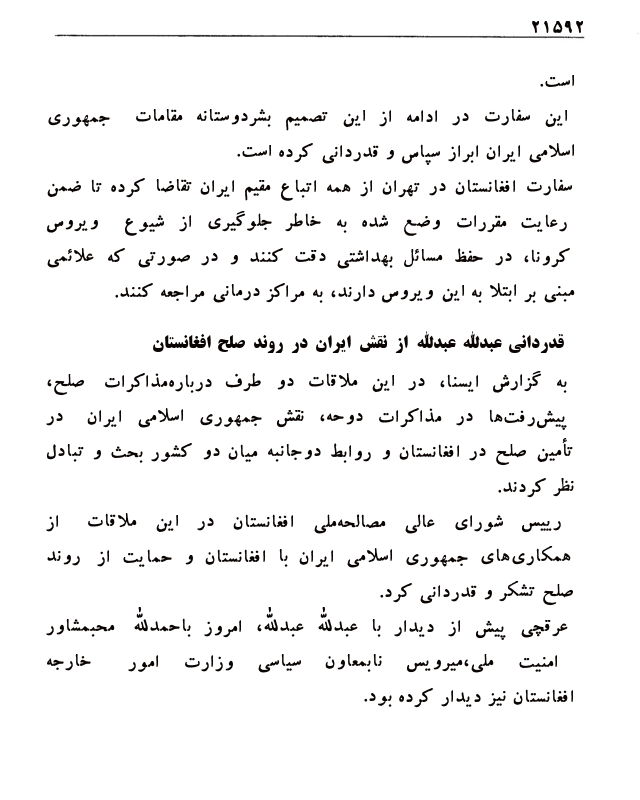 ۲۱۵۹۲
است.
این سفارت در ادامه از این تصمیم بشردوستانه مقامات جمهوری
اسلامی ایران ابراز سپاس و قدردانی کرده است.
سفارت افغانستان در تهران از همه اتباع مقیم ایران تقاضا کرده تا ضمن
رعایت مقررات وضع شده به خاطر جلوگیری از شیوع ویروس
کرونا، در حفظ مسائل بهداشتی دقت کنند و در صورتی که علائمی
مبنی بر ابتلا به این ویروس دارند، به مراکز درمانی مراجعه کنند.
قدردانی عبدلله عبدلله از نقش ایران در روند صلح افغانستان
به گزارش ایسنا، در این ملاقات دو طرف درباره‌مذاکرات صلح،
پیش‌رفت‌ها در مذاکرات دوحه، نقش جمهوری اسلامی ایران در
تأمین صلح در افغانستان و روابط دوجانبه میان دو کشور بحث و تبادل
نظر کردند.
رییس شورای عالی مصالحه‌ملی افغانستان در این ملاقات از
همکاری‌های جمهوری اسلامی ایران با افغانستان و حمایت از روند
صلح تشکر و قدردانی کرد.
عرقچی پیش از دیدار با عبدلله عبدلله، امروز باحمدلله محبمشاور
امنیت ملی،میرویس نابمعاون سیاسی وزارت امور خارجه
افغانستان نیز دیدار کرده بود.